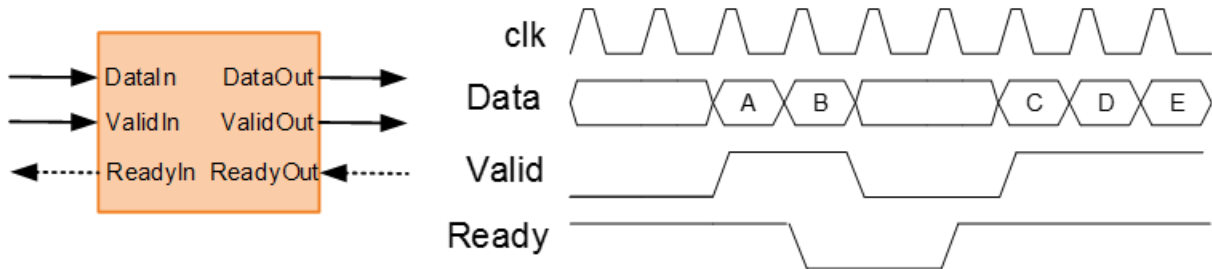 DataIn DataOut
ValidIn ValidOut
ReadyIn ReadyOut
clk
Data A B C D E
Valid
Ready